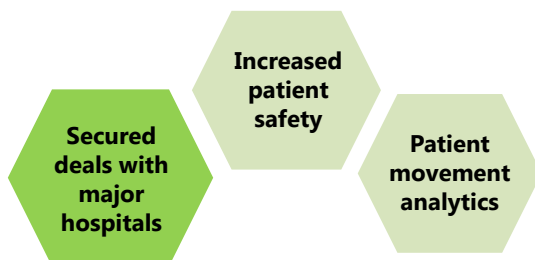 Secured
deals with
major
hospitals
Increased
patient
safety
Patient
movement
analytics